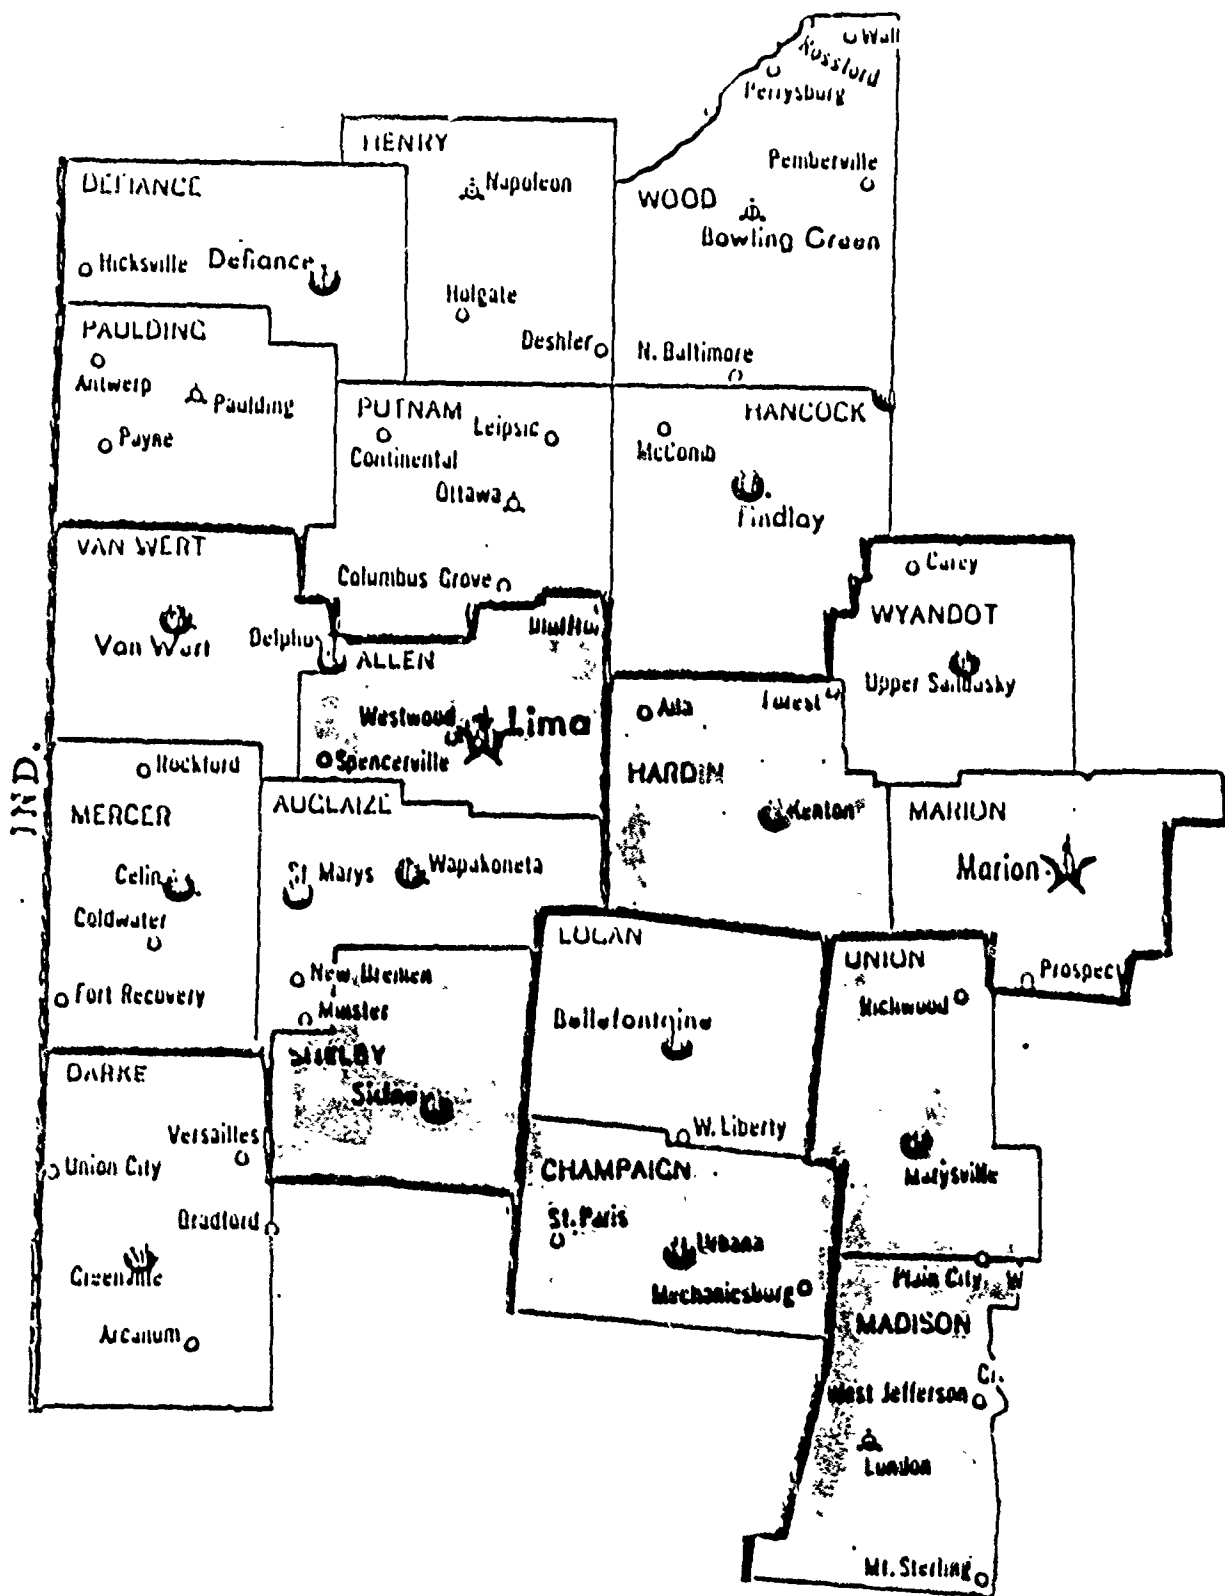 Wall
Rossford
Perrysburg
HENRY
Pemberville
DEFIANCE
Napoleon
WOOD
Bowling Green
Hicksville
Defiance
Holgate
PAULDING
Deshler
N. Baltimore
Antwerp
Paulding
PUTNAM
Leipsic
HANCOCK
Payne
Continental
McComb
Ottawa
Findlay
VAN WERT
Columbus Grove
Carey
WYANDOT
Van Wert
Delphos
ALLEN
Upper Sandusky
Forest
Westwood
Lima
Ada
Spencerville
HARDIN
IND.
Rockford
MERCER
AUGLAIZE
Kenton
MARION
Marion
Celina
St. Marys
Wapakoneta
Coldwater
LOGAN
UNION
Prospect
Fort Recovery
New Bremen
Richwood
Minster
Bellefontaine
DARKE
SHELBY
Sidney
Versailles
W. Liberty
Union City
CHAMPAIGN
Marysville
Bradford
St. Paris
Urbana
Greenville
Mechanicsburg
Plain City
W
Arcanum
MADISON
West Jefferson
London
Mt. Sterling